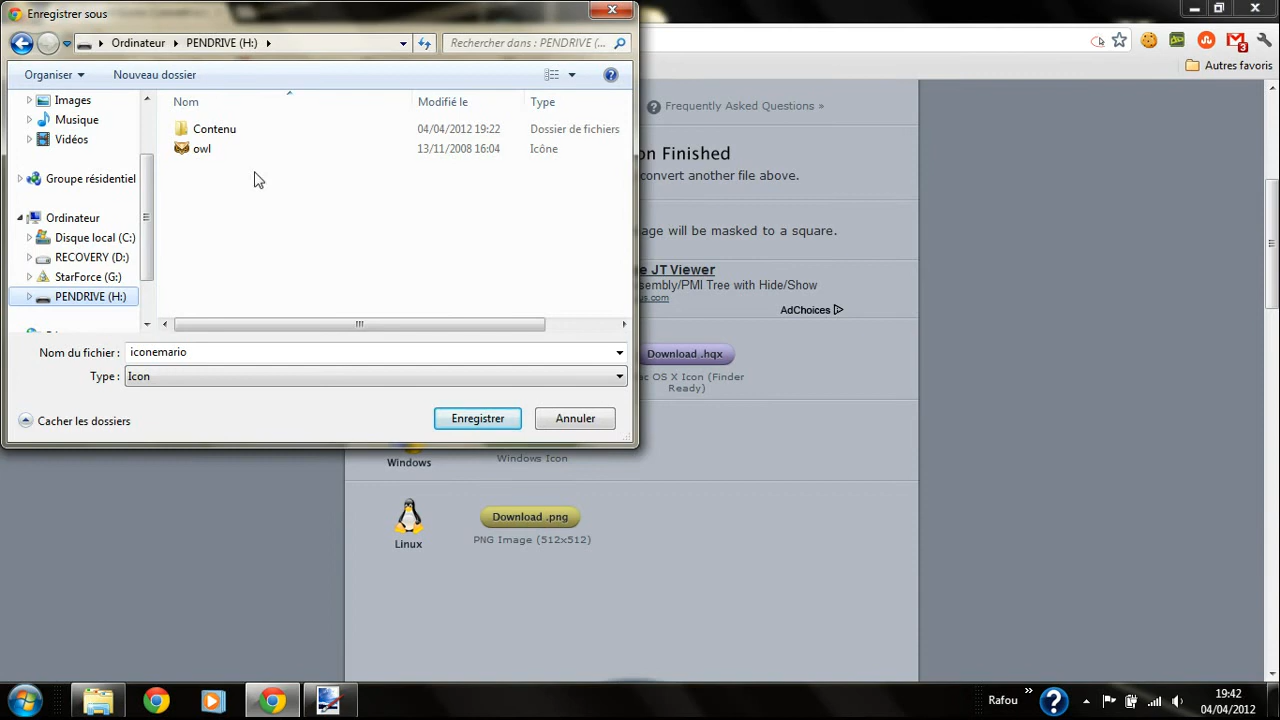 Enregistrer sous
Ordinateur PENDRIVE (H:) Rechercher dans : PENDRIVE (...
Organiser Nouveau dossier
Nom Modifié le Type
Images
Musique
Vidéos
Groupe résidentiel
Ordinateur
Disque local (C:)
RECOVERY (D:)
StarForce (G:)
PENDRIVE (H:)
Contenu 04/04/2012 19:22 Dossier de fichiers
owl 13/11/2008 16:04 Icône
Nom du fichier : iconemario
Type : Icon
Cacher les dossiers Enregistrer Annuler
3
Autres favoris
Frequently Asked Questions »
on Finished
convert another file above.
age will be masked to a square.
e JT Viewer
sembly/PMI Tree with Hide/Show
us.com
AdChoices
Download .hqx
ac OS X Icon (Finder
Ready)
Windows
Windows Icon
Linux
Download .png
PNG Image (512x512)
Rafou »
19:42
04/04/2012